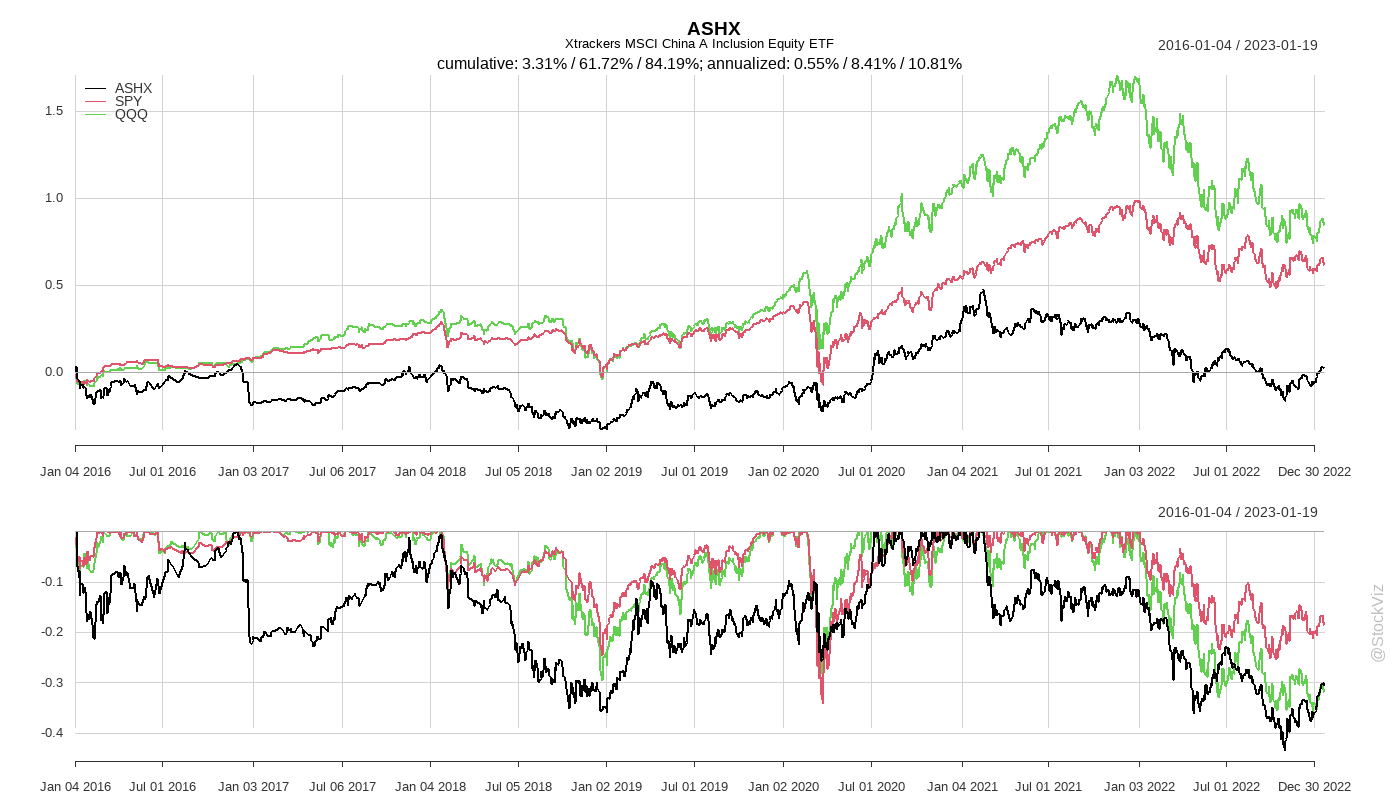 ASHX
Xtrackers MSCI China A Inclusion Equity ETF
2016-01-04 / 2023-01-19
cumulative: 3.31% / 61.72% / 84.19%; annualized: 0.55% / 8.41% / 10.81%
ASHX
SPY
QQQ
1.5
1.0
0.5
0.0
Jan 04 2016 Jul 01 2016 Jan 03 2017 Jul 06 2017 Jan 04 2018 Jul 05 2018 Jan 02 2019 Jul 01 2019 Jan 02 2020 Jul 01 2020 Jan 04 2021 Jul 01 2021 Jan 03 2022 Jul 01 2022 Dec 30 2022
2016-01-04 / 2023-01-19
-0.1
-0.2
-0.3
-0.4
Jan 04 2016 Jul 01 2016 Jan 03 2017 Jul 06 2017 Jan 04 2018 Jul 05 2018 Jan 02 2019 Jul 01 2019 Jan 02 2020 Jul 01 2020 Jan 04 2021 Jul 01 2021 Jan 03 2022 Jul 01 2022 Dec 30 2022
@StockViz